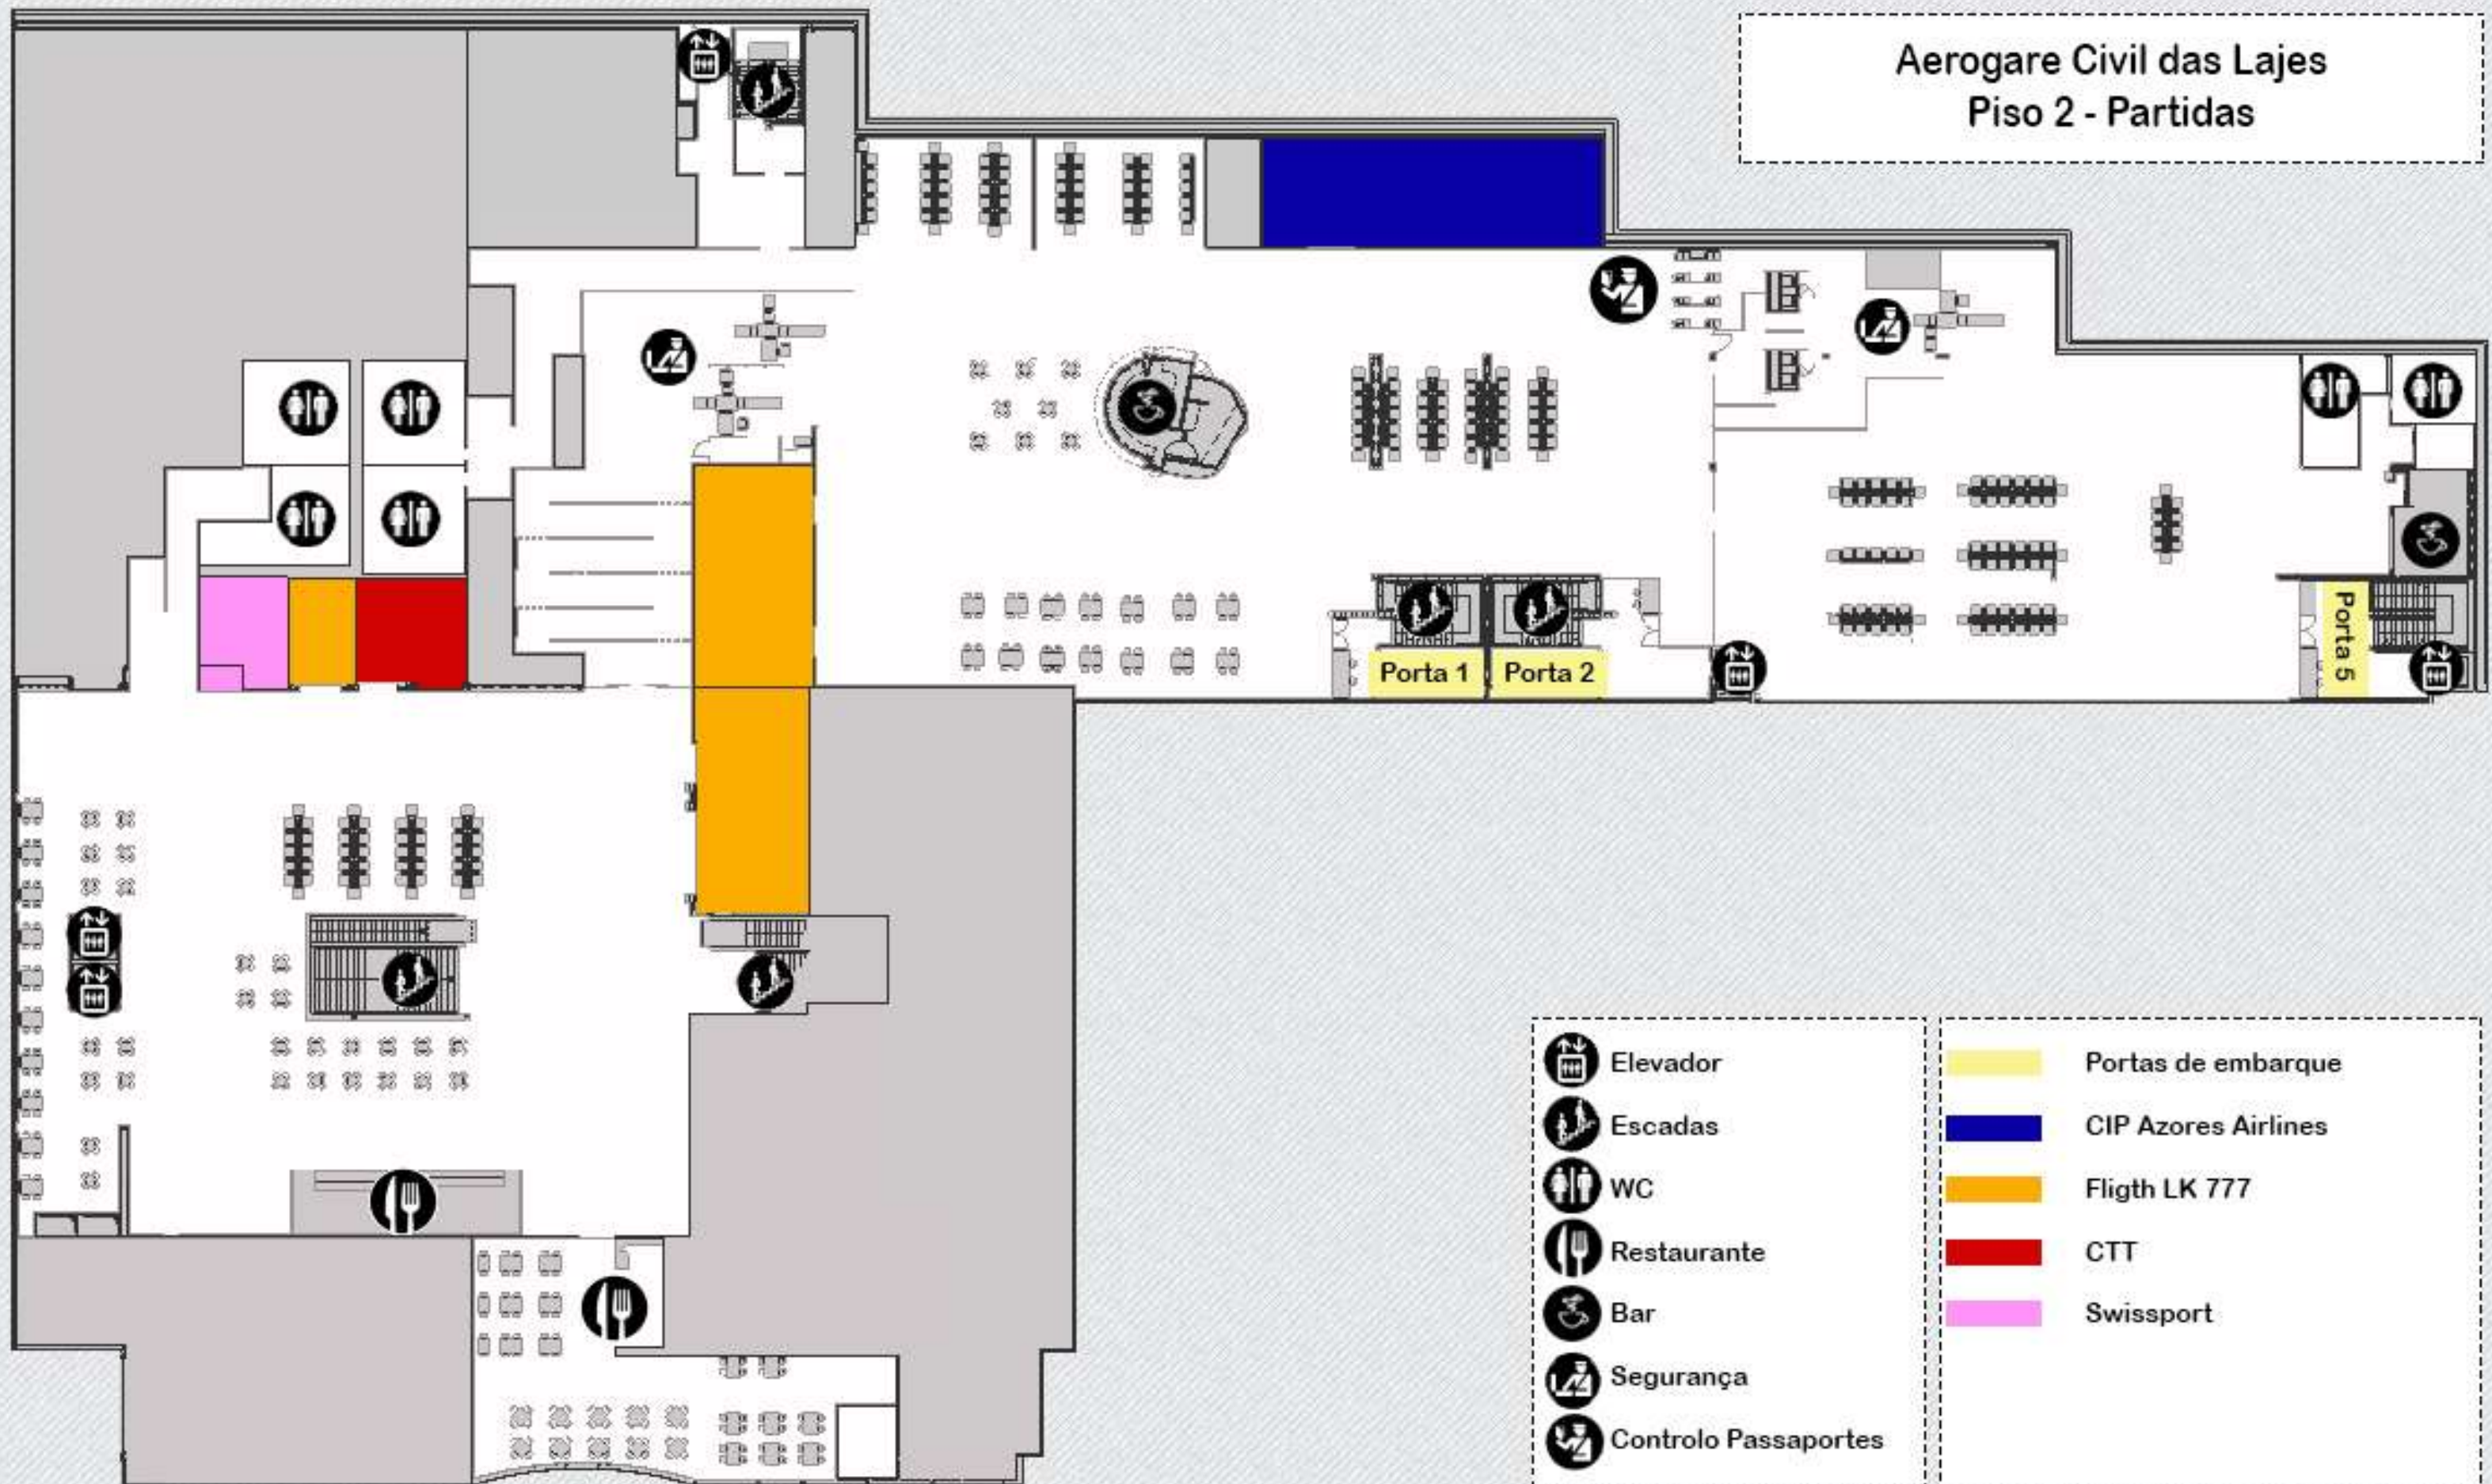 Aerogare Civil das Lajes
Piso 2 - Partidas
Porta 1
Porta 2
Porta 5
Elevador
Escadas
WC
Restaurante
Bar
Segurança
Controlo Passaportes
Portas de embarque
CIP Azores Airlines
Fligth LK 777
CTT
Swissport